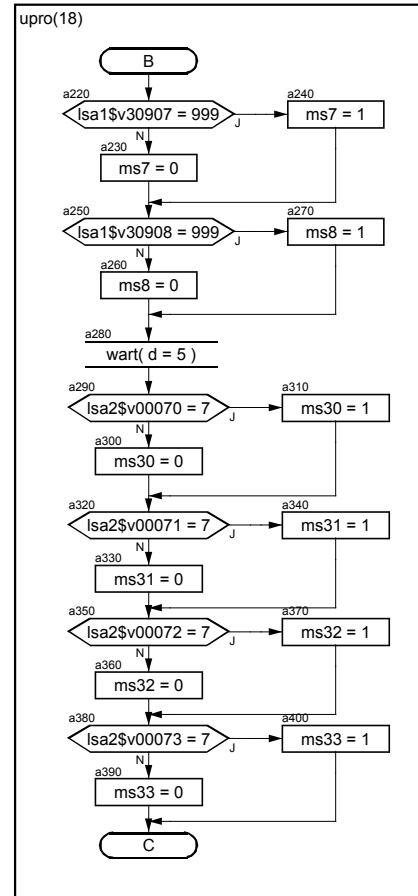 upro(18)
B
a220
lsa1$v30907 = 999
J
N
a240
ms7 = 1
a230
ms7 = 0
a250
lsa1$v30908 = 999
J
N
a270
ms8 = 1
a260
ms8 = 0
a280
wart( d = 5 )
a290
lsa2$v00070 = 7
J
N
a310
ms30 = 1
a300
ms30 = 0
a320
lsa2$v00071 = 7
J
N
a340
ms31 = 1
a330
ms31 = 0
a350
lsa2$v00072 = 7
J
N
a370
ms32 = 1
a360
ms32 = 0
a380
lsa2$v00073 = 7
J
N
a400
ms33 = 1
a390
ms33 = 0
C